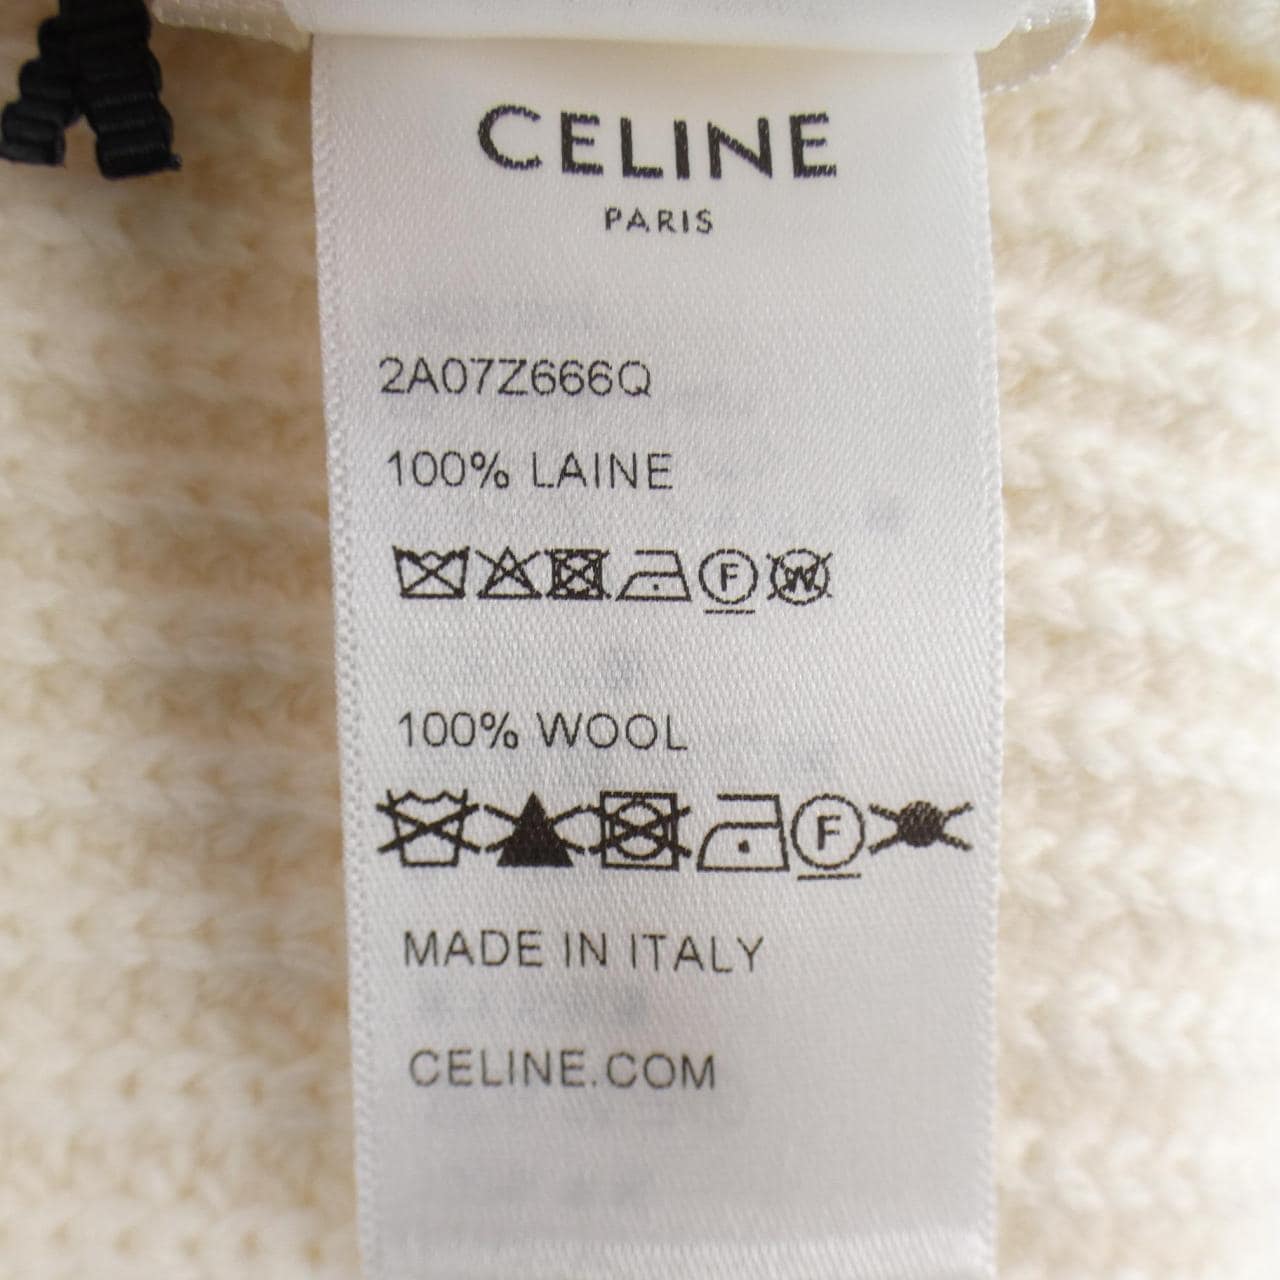 CELINE
PARIS
2A07Z666Q
100% LAINE
F W
100% WOOL
F
MADE IN ITALY
CELINE.COM